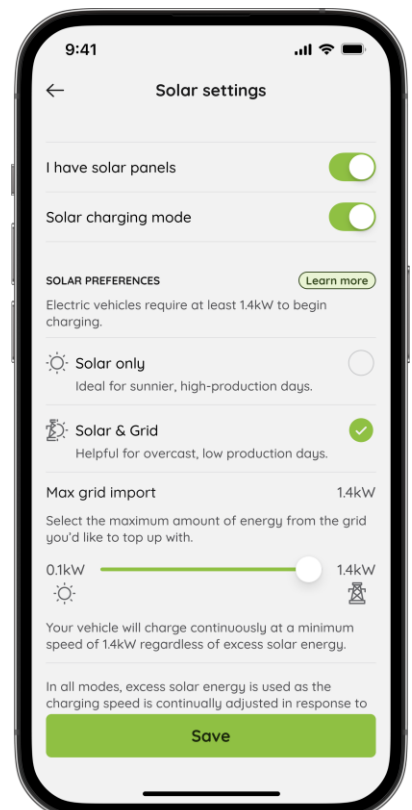 9:41
Solar settings
I have solar panels
Solar charging mode
SOLAR PREFERENCES
Learn more
Electric vehicles require at least 1.4kW to begin
charging.
Solar only
Ideal for sunnier, high-production days.
Solar & Grid
Helpful for overcast, low production days.
Max grid import
1.4kW
Select the maximum amount of energy from the grid
you'd like to top up with.
0.1kW
1.4kW
Your vehicle will charge continuously at a minimum
speed of 1.4kW regardless of excess solar energy.
In all modes, excess solar energy is used as the
charging speed is continually adjusted in response to
Save